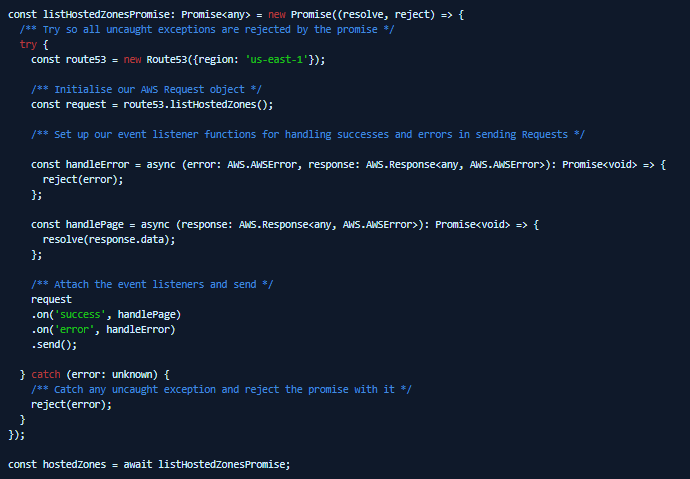 const listHostedZonesPromise: Promise<any> = new Promise((resolve, reject) => {
  /** Try so all uncaught exceptions are rejected by the promise */
  try {
    const route53 = new Route53({region: 'us-east-1'});

    /** Initialise our AWS Request object */
    const request = route53.listHostedZones();

    /** Set up our event listener functions for handling successes and errors in sending Requests */

    const handleError = async (error: AWS.AWSError, response: AWS.Response<any, AWS.AWSError>): Promise<void> => {
      reject(error);
    };

    const handlePage = async (response: AWS.Response<any, AWS.AWSError>): Promise<void> => {
      resolve(response.data);
    };

    /** Attach the event listeners and send */
    request
    .on('success', handlePage)
    .on('error', handleError)
    .send();

  } catch (error: unknown) {
    /** Catch any uncaught exception and reject the promise with it */
    reject(error);
  }
});

const hostedZones = await listHostedZonesPromise;